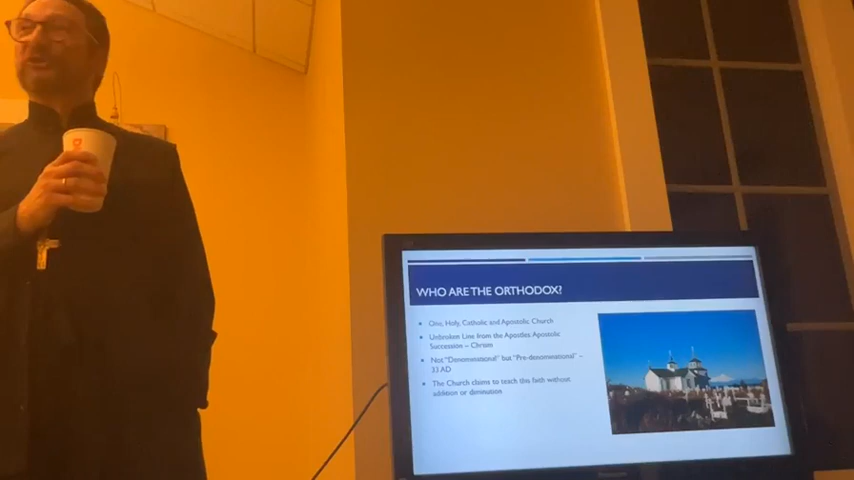 WHO ARE THE ORTHODOX?
• One, Holy, Catholic and Apostolic Church
• Unbroken Line from the Apostles: Apostolic
Succession – Chrism
• Not "Denominational" but "Pre-denominational" –
33 AD
• The Church claims to teach this faith without
addition or diminution